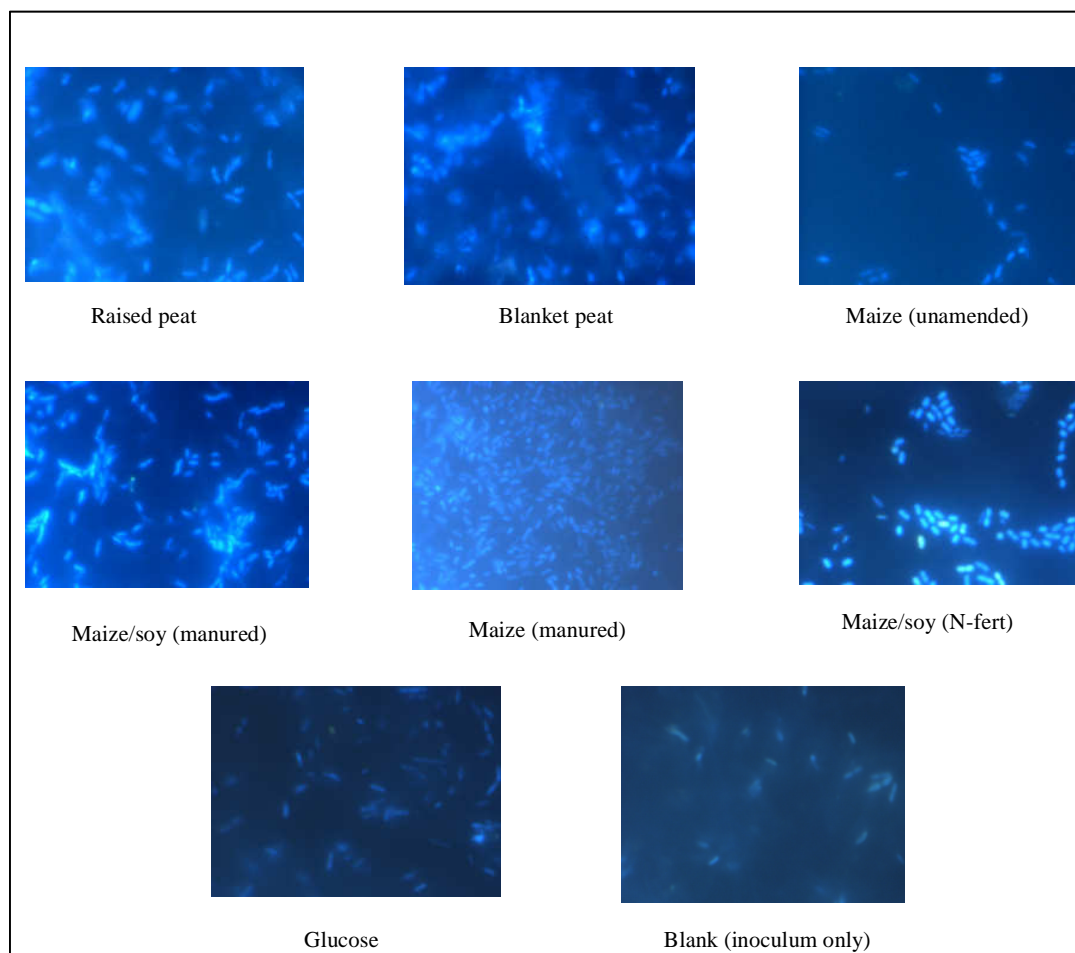 Raised peat
Blanket peat
Maize (unamended)
Maize/soy (manured)
Maize (manured)
Maize/soy (N-fert)
Glucose
Blank (inoculum only)